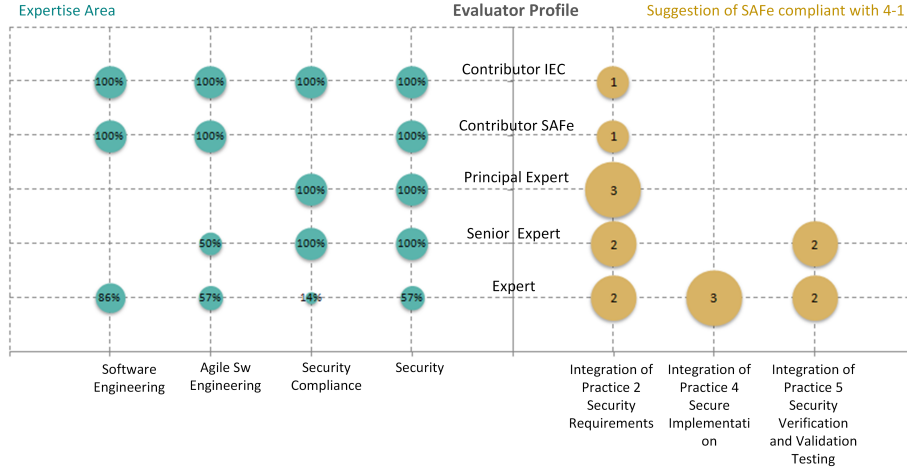 Expertise Area
Evaluator Profile
Suggestion of SAFe compliant with 4-1
100% 100% 100% 100% Contributor IEC 1
100% 100% 100% Contributor SAFe 1
100% 100% Principal Expert 3
50% 100% 100% Senior Expert 2 2
86% 57% 14% 57% Expert 2 3 2
Software
Engineering
Agile Sw
Engineering
Security
Compliance
Security
Integration of
Practice 2
Security
Requirements
Integration of
Practice 4
Secure
Implementati
on
Integration of
Practice 5
Security
Verification
and Validation
Testing